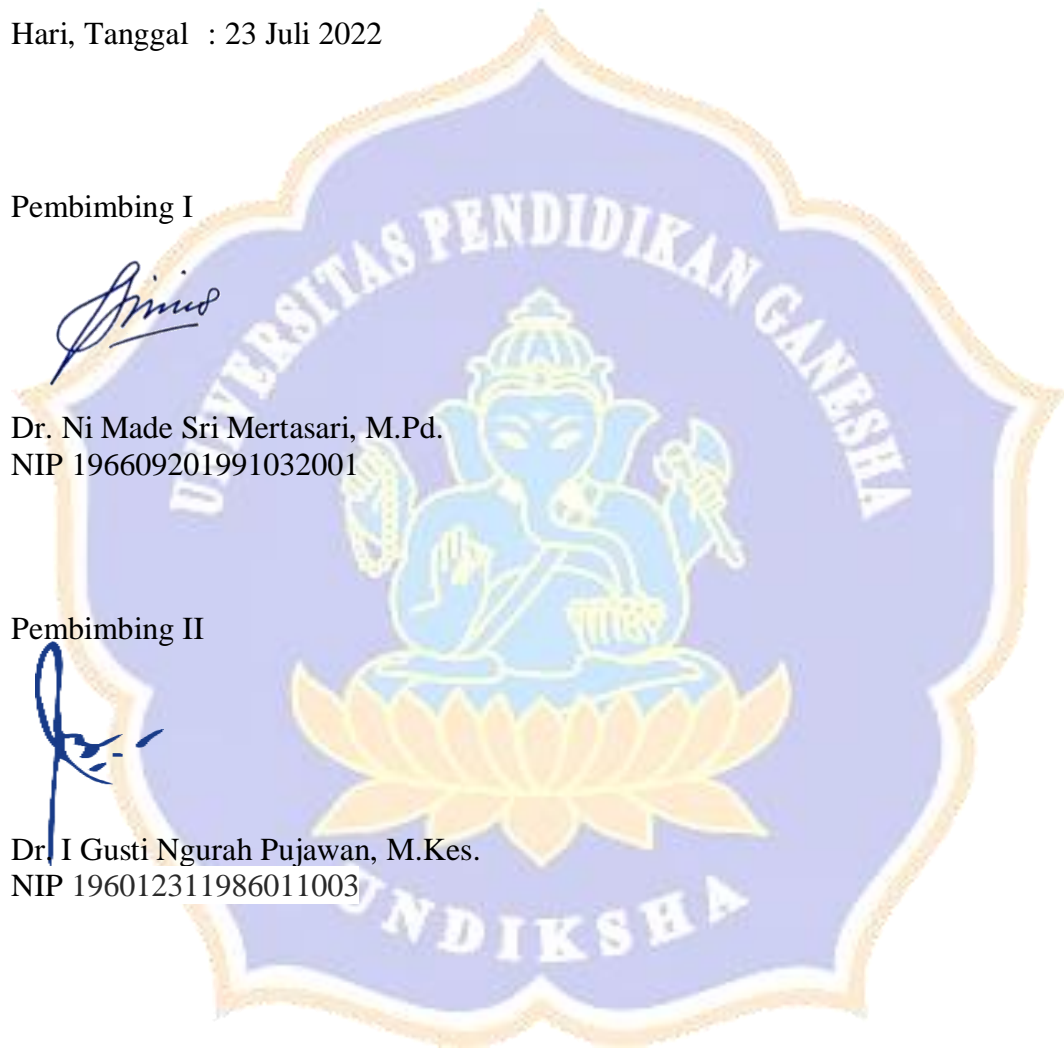 Hari, Tanggal : 23 Juli 2022
Pembimbing I
UNIVERSITAS PENDIDIKAN GANESHA
Dr. Ni Made Sri Mertasari, M.Pd.
NIP 196609201991032001
Pembimbing II
Dr. I Gusti Ngurah Pujawan, M.Kes.
NIP 196012311986011003
UNDIKSHA